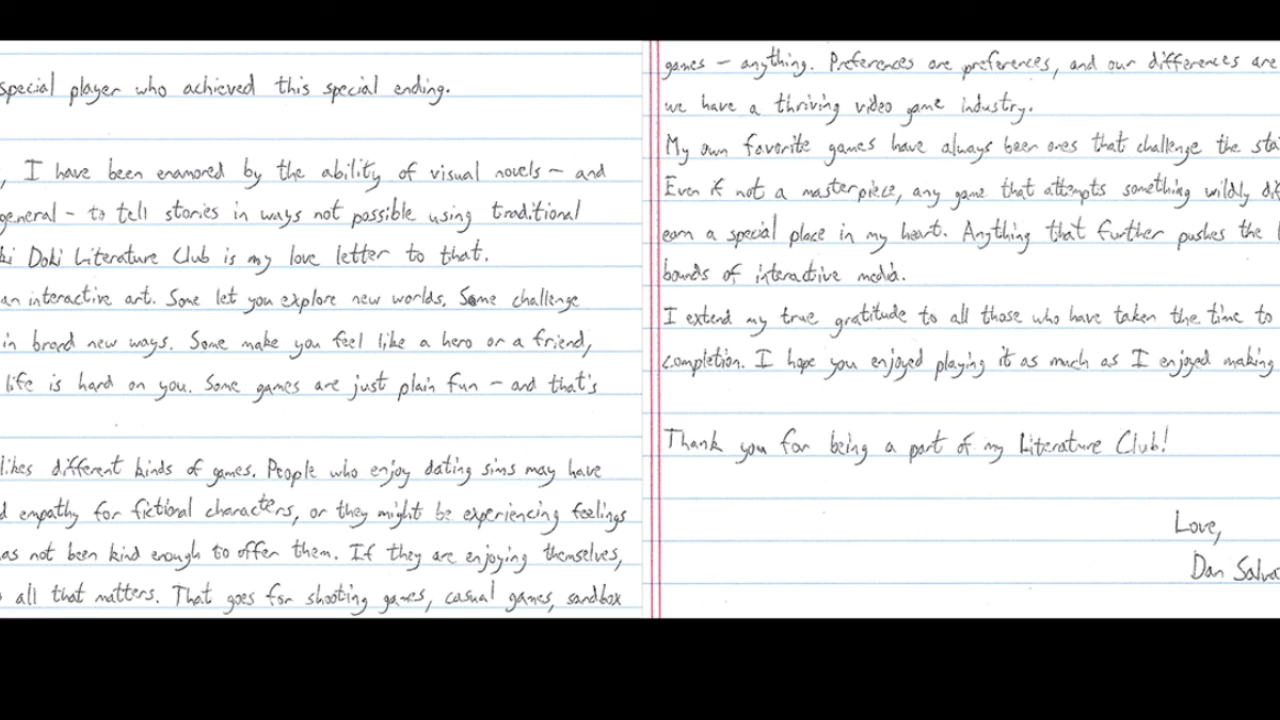 special player who achieved this special ending.
, I have been enamored by the ability of visual novels - and
general - to tell stories in ways not possible using traditional
ki Doki Literature Club is my love letter to that.
an interactive art. Some let you explore new worlds. Some challenge
in brand new ways. Some make you feel like a hero or a friend,
life is hard on you. Some games are just plain fun - and that's
likes different kinds of games. People who enjoy dating sims may have
d empathy for fictional characters, or they might be experiencing feelings
as not been kind enough to offer them. If they are enjoying themselves,
all that matters. That goes for shooting games, casual games, sandbox
games - anything. Preferences are preferences, and our differences are
we have a thriving video game industry.
My own favorite games have always been ones that challenge the sta
Even if not a masterpiece, any game that attempts something wildly di
earn a special place in my heart. Anything that further pushes the
bounds of interactive media.
I extend my true gratitude to all those who have taken the time to
completion. I hope you enjoyed playing it as much as I enjoyed making
Thank you for being a part of my Literature Club!
Love,
Dan Salva